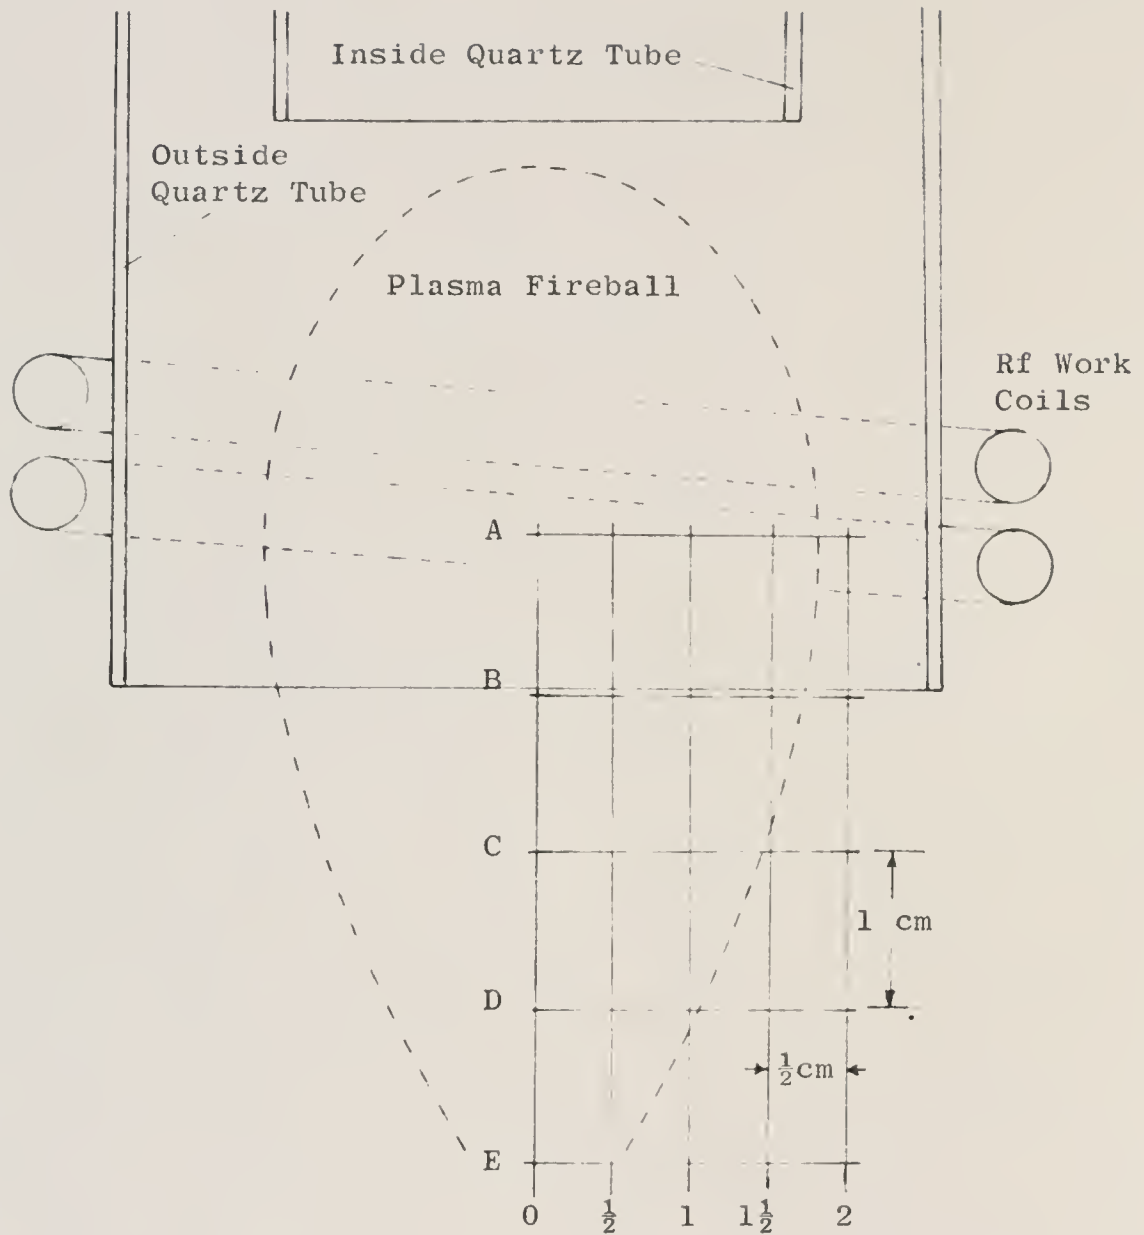 Inside Quartz Tube
Outside
Quartz Tube
Plasma Fireball
Rf Work
Coils
A
B
C
1 cm
D
½cm
E
0 ½ 1 1½ 2